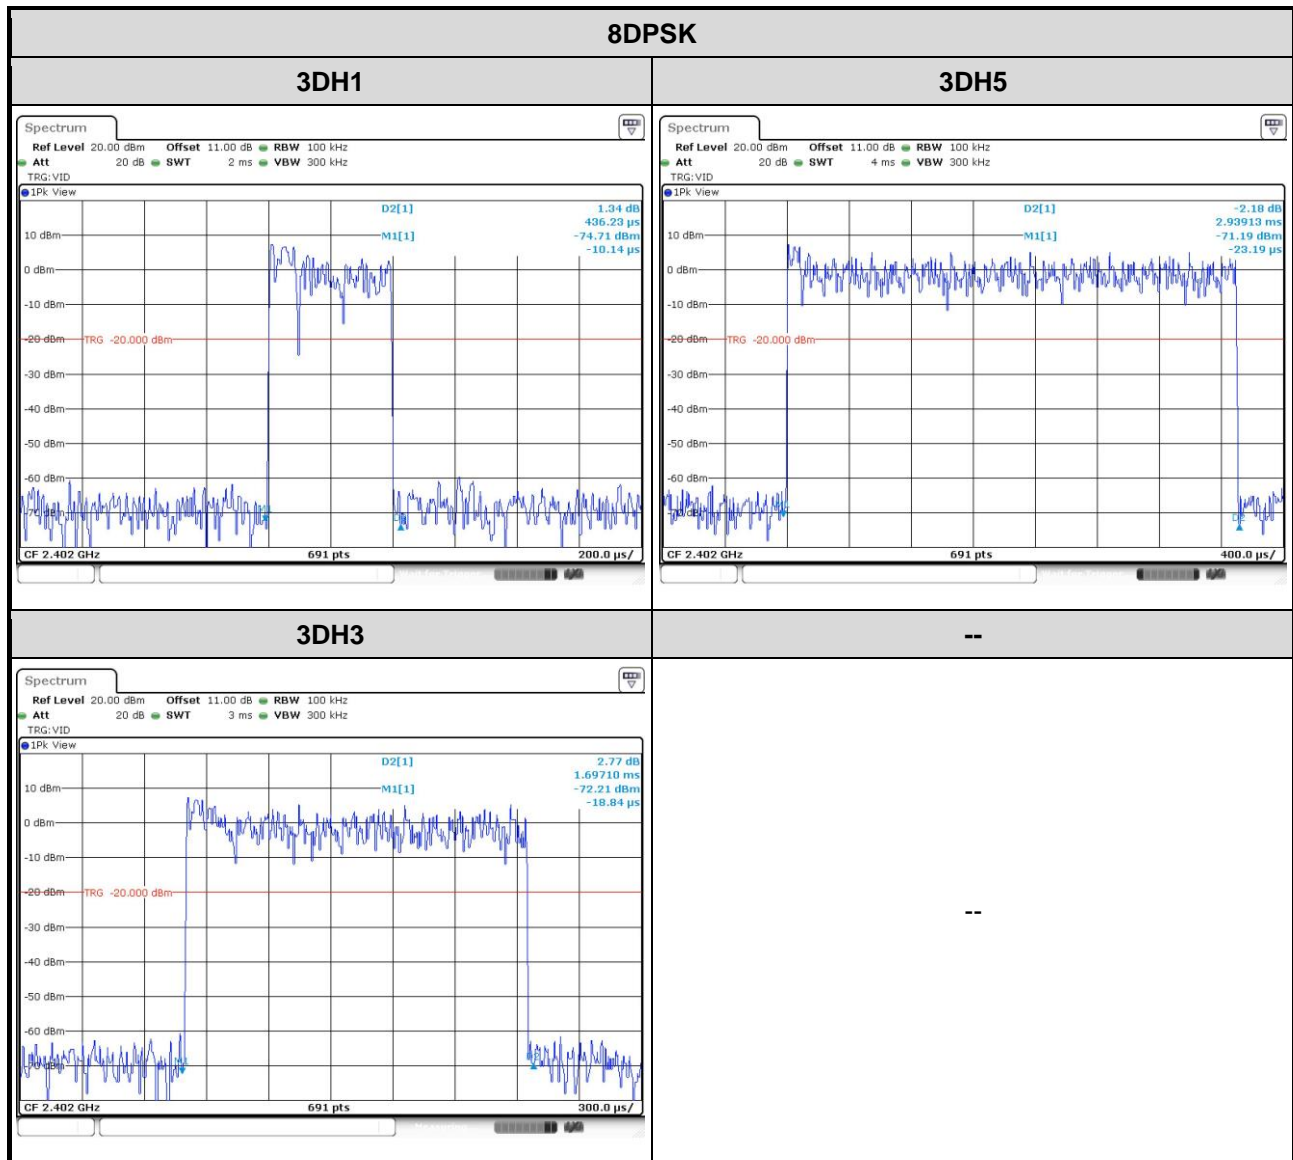 8DPSK
3DH1
3DH5
Spectrum
Ref Level 20.00 dBm Offset 11.00 dB RBW 100 kHz
Att 20 dB SWT 2 ms VBW 300 kHz
TRG:VID
1Pk View
D2[1] 1.34 dB
436.23 µs
10 dBm M1[1] -74.71 dBm
-10.14 µs
0 dBm
-10 dBm
-20 dBm TRG -20.000 dBm
-30 dBm
-40 dBm
-50 dBm
-60 dBm
-70 dBm
CF 2.402 GHz 691 pts 200.0 µs/
Spectrum
Ref Level 20.00 dBm Offset 11.00 dB RBW 100 kHz
Att 20 dB SWT 4 ms VBW 300 kHz
TRG:VID
1Pk View
D2[1] -2.18 dB
2.93913 ms
10 dBm M1[1] -71.19 dBm
-23.19 µs
0 dBm
-10 dBm
-20 dBm TRG -20.000 dBm
-30 dBm
-40 dBm
-50 dBm
-60 dBm
-70 dBm
D2
CF 2.402 GHz 691 pts 400.0 µs/
3DH3
--
Spectrum
Ref Level 20.00 dBm Offset 11.00 dB RBW 100 kHz
Att 20 dB SWT 3 ms VBW 300 kHz
TRG:VID
1Pk View
D2[1] 2.77 dB
1.69710 ms
10 dBm M1[1] -72.21 dBm
-18.84 µs
0 dBm
-10 dBm
-20 dBm TRG -20.000 dBm
-30 dBm
-40 dBm
-50 dBm
-60 dBm
-70 dBm
CF 2.402 GHz 691 pts 300.0 µs/
--